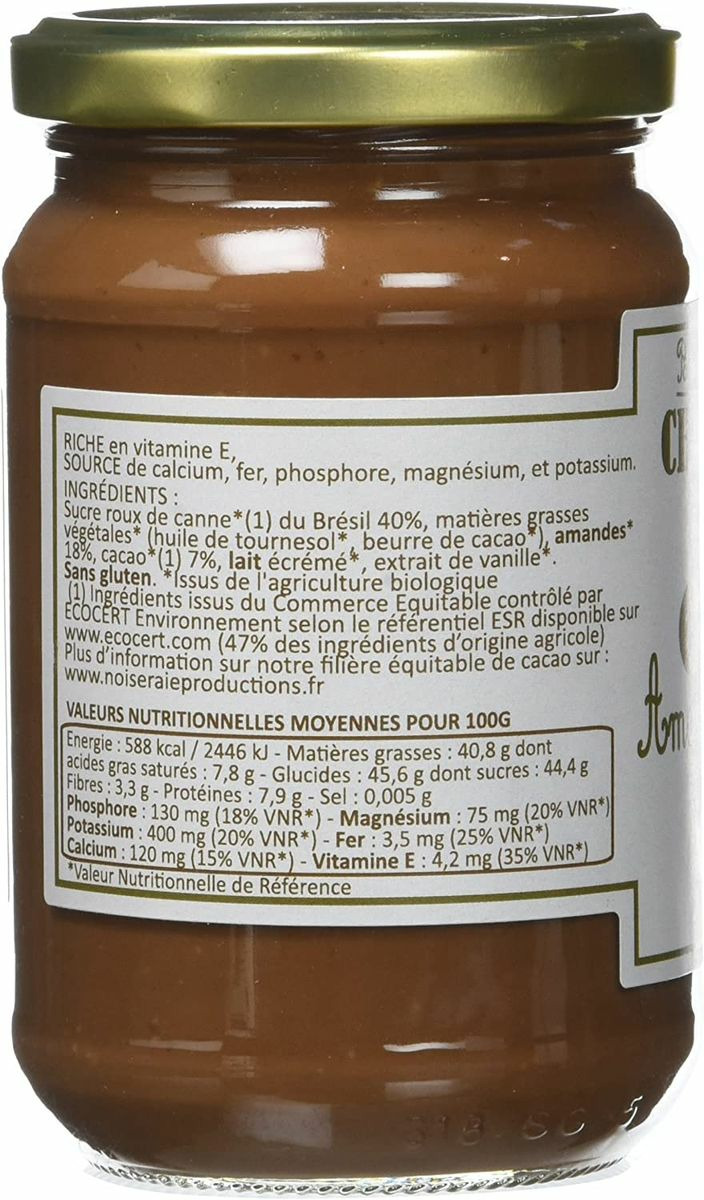 RICHE en vitamine E,
SOURCE de calcium, fer, phosphore, magnésium, et potassium.
INGRÉDIENTS :
Sucre roux de canne*(1) du Brésil 40%, matières grasses
végétales* (huile de tournesol*, beurre de cacao*), amandes*
18%, cacao*(1) 7%, lait écrémé*, extrait de vanille*.
Sans gluten. *Issus de l'agriculture biologique
(1) Ingrédients issus du Commerce Equitable contrôlé par
ECOCERT Environnement selon le référentiel ESR disponible sur
www.ecocert.com (47% des ingrédients d'origine agricole)
Plus d'information sur notre filière équitable de cacao sur :
www.noiseraieproductions.fr
VALEURS NUTRITIONNELLES MOYENNES POUR 100G
Energie : 588 kcal / 2446 kJ - Matières grasses : 40,8 g dont
acides gras saturés : 7,8 g - Glucides : 45,6 g dont sucres : 44,4 g
Fibres : 3,3 g - Protéines : 7,9 g - Sel : 0,005 g
Phosphore : 130 mg (18% VNR*) - Magnésium : 75 mg (20% VNR*)
Potassium : 400 mg (20% VNR*) - Fer : 3,5 mg (25% VNR*)
Calcium : 120 mg (15% VNR*) - Vitamine E : 4,2 mg (35% VNR*)
*Valeur Nutritionnelle de Référence